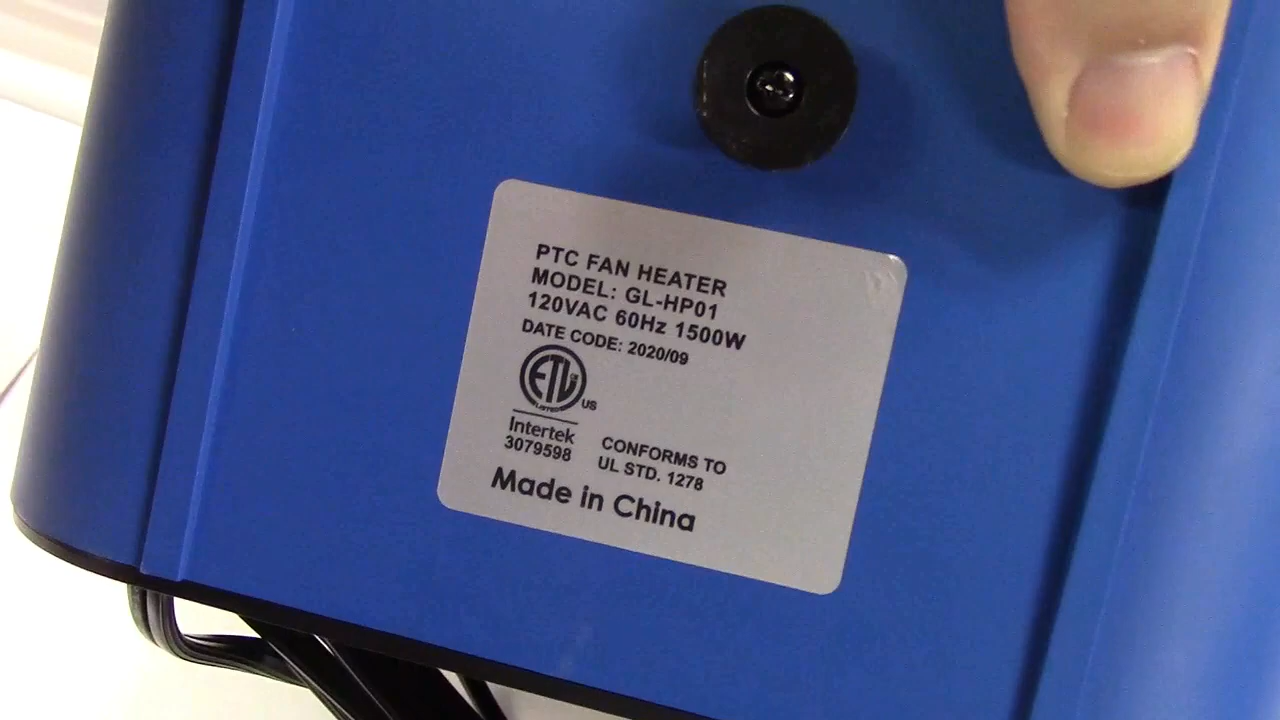 PTC FAN HEATER
MODEL: GL-HP01
120VAC 60Hz 1500W
DATE CODE: 2020/09
ETL
LISTED
US
Intertek
3079598
CONFORMS TO
UL STD. 1278
Made in China